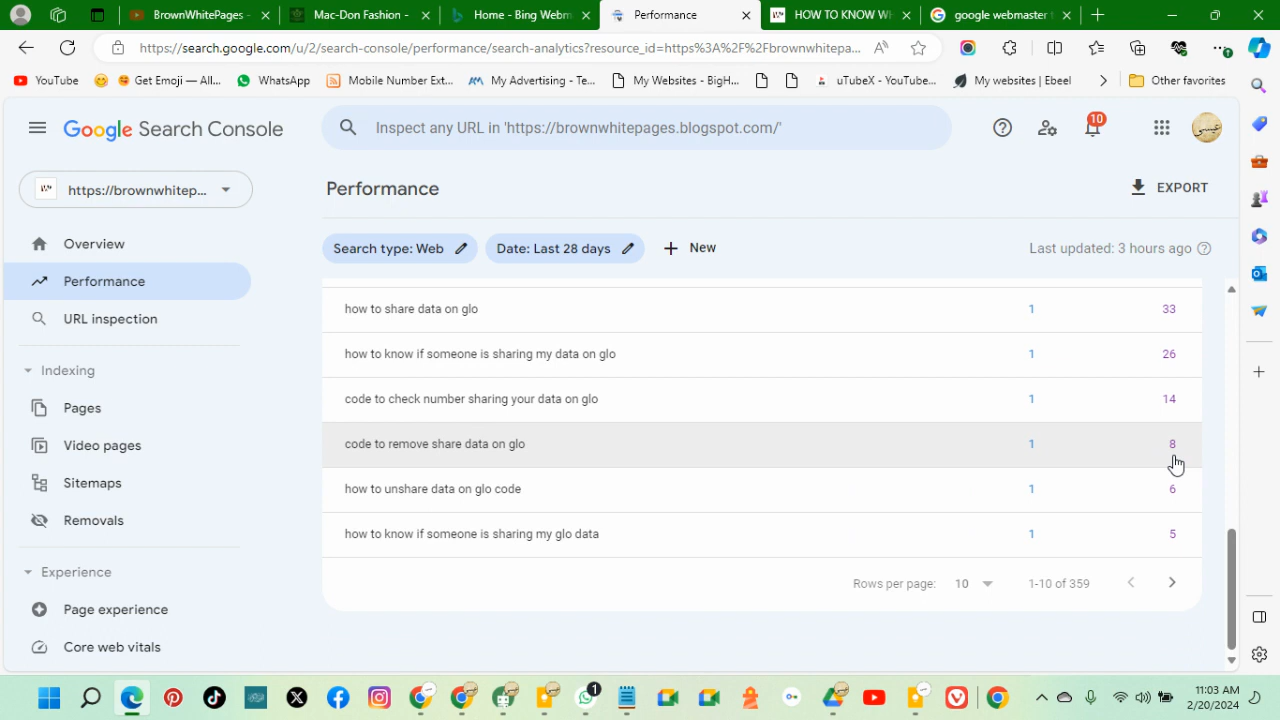 BrownWhitePages -
Mac-Don Fashion -
Home - Bing Webm
Performance
HOW TO KNOW WH
google webmaster t
https://search.google.com/u/2/search-console/performance/search-analytics?resource_id=https%3A%2F%2Fbrownwhitepa...
YouTube
Get Emoji — All...
WhatsApp
Mobile Number Ext...
My Advertising - Te...
My Websites - BigH...
uTubeX - YouTube...
My websites | Ebeel
Other favorites
Google Search Console
Inspect any URL in 'https://brownwhitepages.blogspot.com/'
10
https://brownwhitep...
Performance
EXPORT
Overview
Search type: Web
Date: Last 28 days
New
Last updated: 3 hours ago
Performance
URL inspection
Indexing
Pages
Video pages
Sitemaps
Removals
Experience
Page experience
Core web vitals
how to share data on glo 1 33
how to know if someone is sharing my data on glo 1 26
code to check number sharing your data on glo 1 14
code to remove share data on glo 1 8
how to unshare data on glo code 1 6
how to know if someone is sharing my glo data 1 5
Rows per page: 10 1-10 of 359
1
11:03 AM
2/20/2024